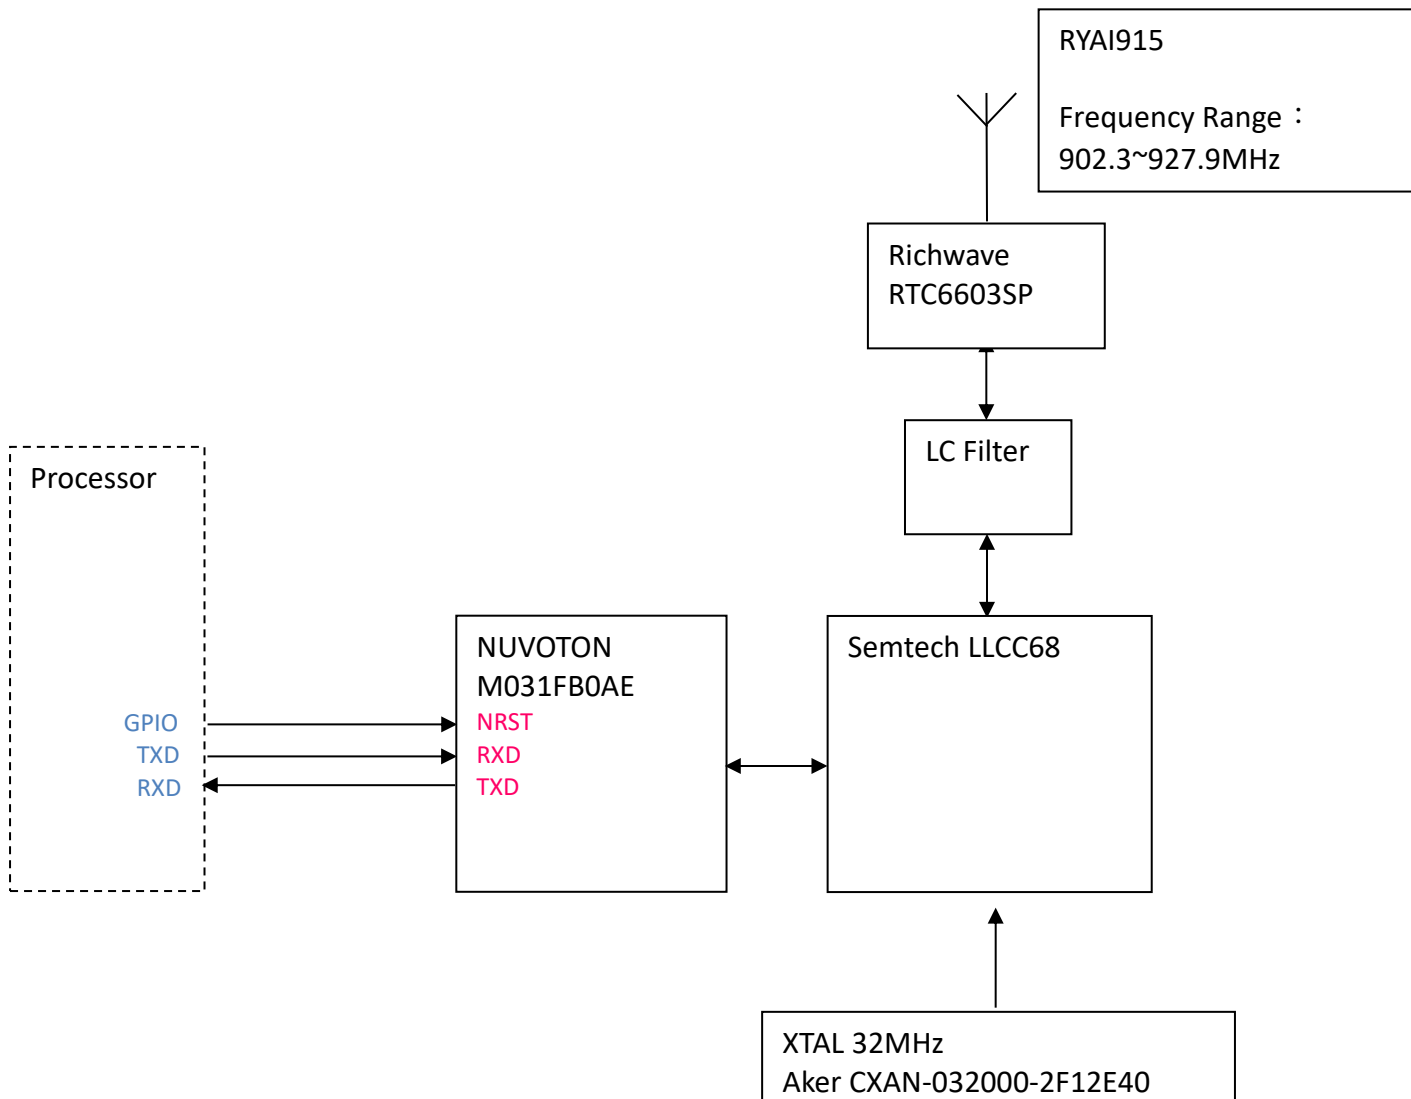 RYAI915
Frequency Range：
902.3~927.9MHz
Richwave
RTC6603SP
LC Filter
Processor
GPIO
TXD
RXD
NUVOTON
M031FB0AE
NRST
RXD
TXD
Semtech LLCC68
XTAL 32MHz
Aker CXAN-032000-2F12E40